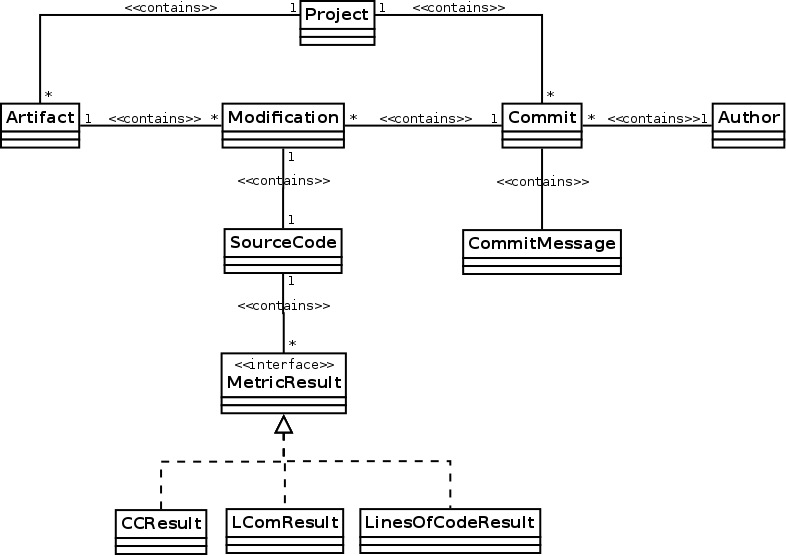 <<contains>> 1 Project 1 <<contains>>
* *
Artifact 1 <<contains>> * Modification * <<contains>> 1 Commit * <<contains>> 1 Author
1
<<contains>> <<contains>>
1
SourceCode CommitMessage
1
<<contains>>
*
<<interface>>
MetricResult
CCResult LComResult LinesOfCodeResult